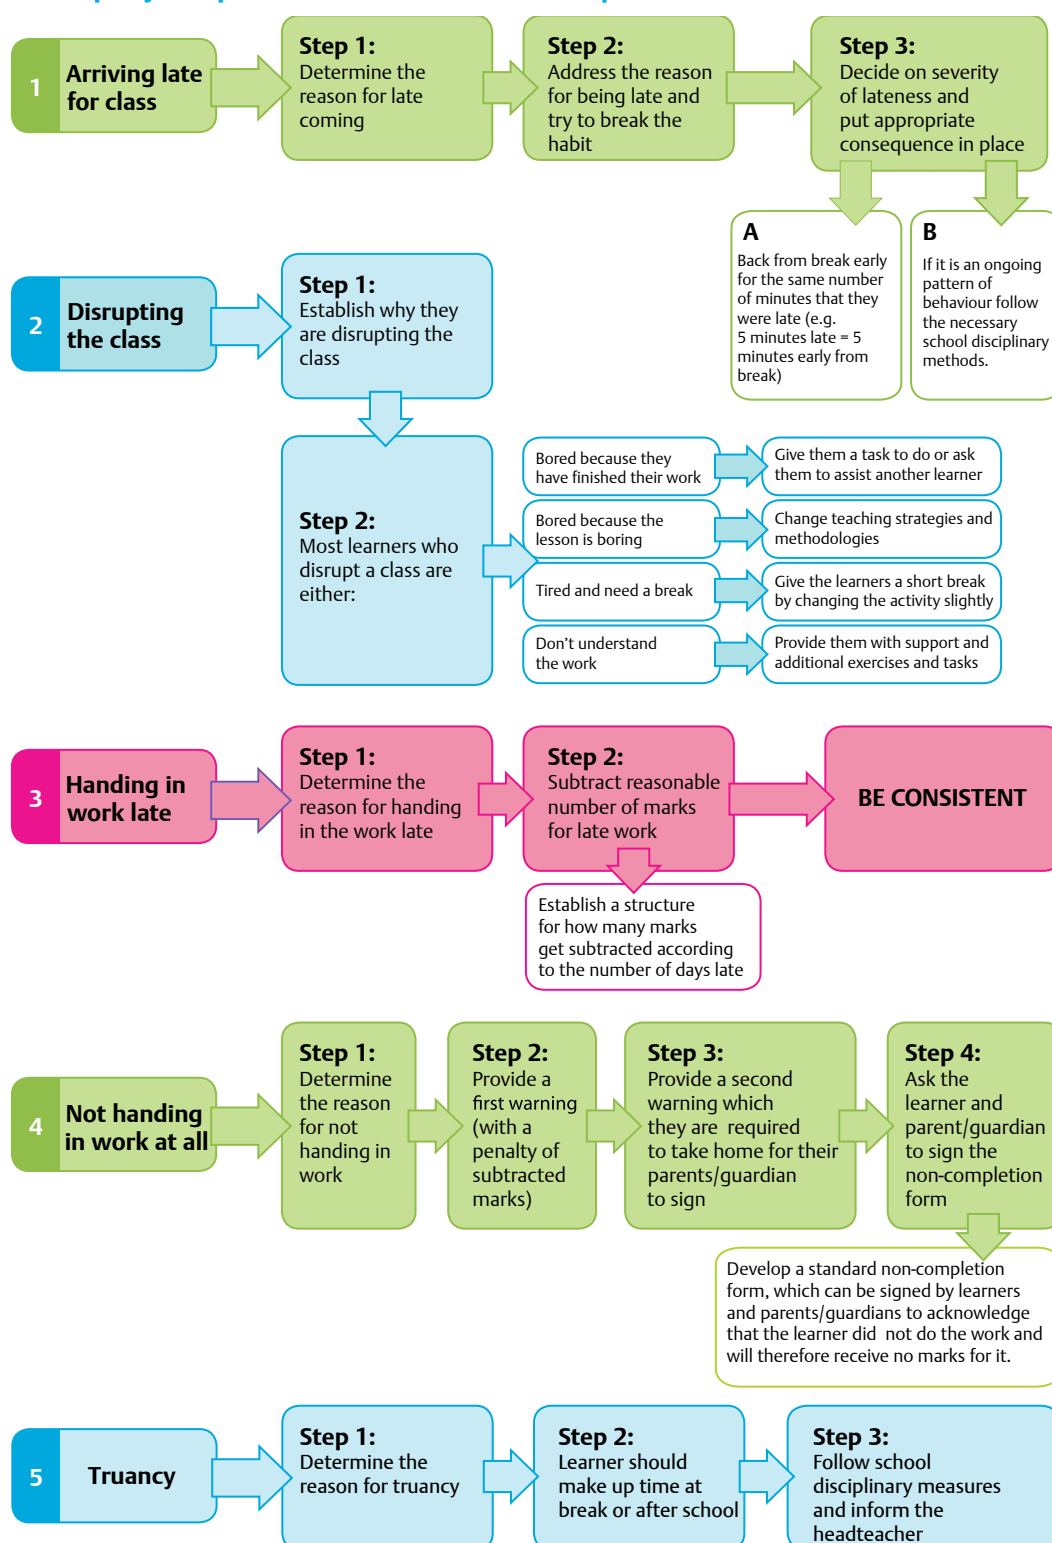 1
Arriving late
for class
Step 1:
Determine the
reason for late
coming
Step 2:
Address the reason
for being late and
try to break the
habit
Step 3:
Decide on severity
of lateness and
put appropriate
consequence in place
A
Back from break early
for the same number
of minutes that they
were late (e.g.
5 minutes late = 5
minutes early from
break)
B
If it is an ongoing
pattern of
behaviour follow
the necessary
school disciplinary
methods.
2
Disrupting
the class
Step 1:
Establish why they
are disrupting the
class
Step 2:
Most learners who
disrupt a class are
either:
Bored because they
have finished their work
Give them a task to do or ask
them to assist another learner
Bored because the
lesson is boring
Change teaching strategies and
methodologies
Tired and need a break
Give the learners a short break
by changing the activity slightly
Don’t understand
the work
Provide them with support and
additional exercises and tasks
3
Handing in
work late
Step 1:
Determine the
reason for handing
in the work late
Step 2:
Subtract reasonable
number of marks
for late work
BE CONSISTENT
Establish a structure
for how many marks
get subtracted according
to the number of days late
4
Not handing
in work at all
Step 1:
Determine
the reason
for not
handing in
work
Step 2:
Provide a
first warning
(with a
penalty of
subtracted
marks)
Step 3:
Provide a second
warning which
they are required
to take home for their
parents/guardian
to sign
Step 4:
Ask the
learner and
parent/guardian
to sign the
non-completion
form
Develop a standard non-completion
form, which can be signed by learners
and parents/guardians to acknowledge
that the learner did not do the work and
will therefore receive no marks for it.
5
Truancy
Step 1:
Determine the
reason for truancy
Step 2:
Learner should
make up time at
break or after school
Step 3:
Follow school
disciplinary measures
and inform the
headteacher